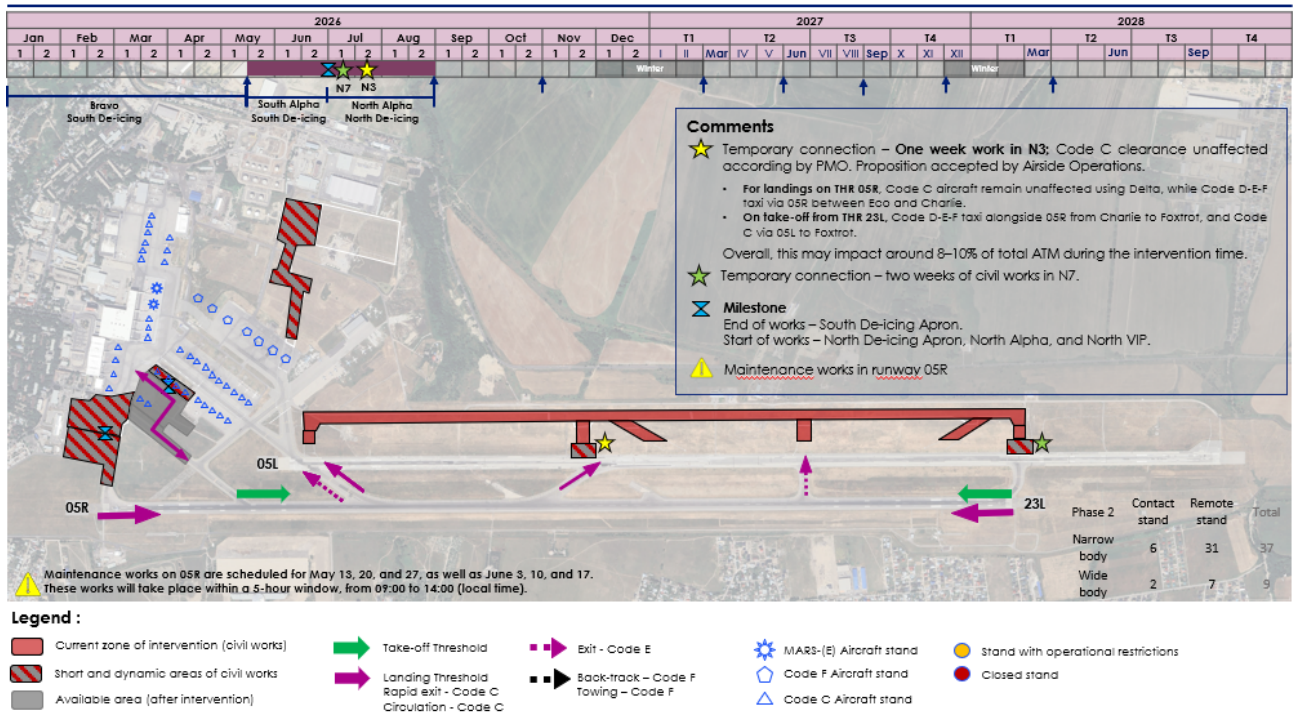 2026 2027 2028
Jan Feb Mar Apr May Jun Jul Aug Sep Oct Nov Dec T1 T2 T3 T4 T1 T2 T3 T4
1 2 1 2 1 2 1 2 1 2 1 2 1 2 1 2 1 2 1 2 1 2 1 2 I II Mar IV V Jun VII VIII Sep X XI XII Mar Jun Sep
Winter Winter
N7 N3
Bravo
South De-icing
South Alpha
South De-icing
North Alpha
North De-icing
Comments
Temporary connection – One week work in N3; Code C clearance unaffected
according by PMO. Proposition accepted by Airside Operations.
• For landings on THR 05R, Code C aircraft remain unaffected using Delta, while Code D-E-F
taxi via 05R between Eco and Charlie.
• On take-off from THR 23L, Code D-E-F taxi alongside 05R from Charlie to Foxtrot, and Code
C via 05L to Foxtrot.
Overall, this may impact around 8–10% of total ATM during the intervention time.
Temporary connection – two weeks of civil works in N7.
Milestone
End of works – South De-icing Apron.
Start of works – North De-icing Apron, North Alpha, and North VIP.
Maintenance works in runway 05R
05L
05R
23L
Phase 2 Contact stand Remote stand Total
Narrow body 6 31 37
Wide body 2 7 9
Maintenance works on 05R are scheduled for May 13, 20, and 27, as well as June 3, 10, and 17.
These works will take place within a 5-hour window, from 09:00 to 14:00 (local time).
Legend :
Current zone of intervention (civil works)
Short and dynamic areas of civil works
Available area (after intervention)
Take-off Threshold
Landing Threshold
Rapid exit - Code C
Circulation - Code C
Exit - Code E
Back-track – Code F
Towing – Code F
MARS-(E) Aircraft stand
Code F Aircraft stand
Code C Aircraft stand
Stand with operational restrictions
Closed stand